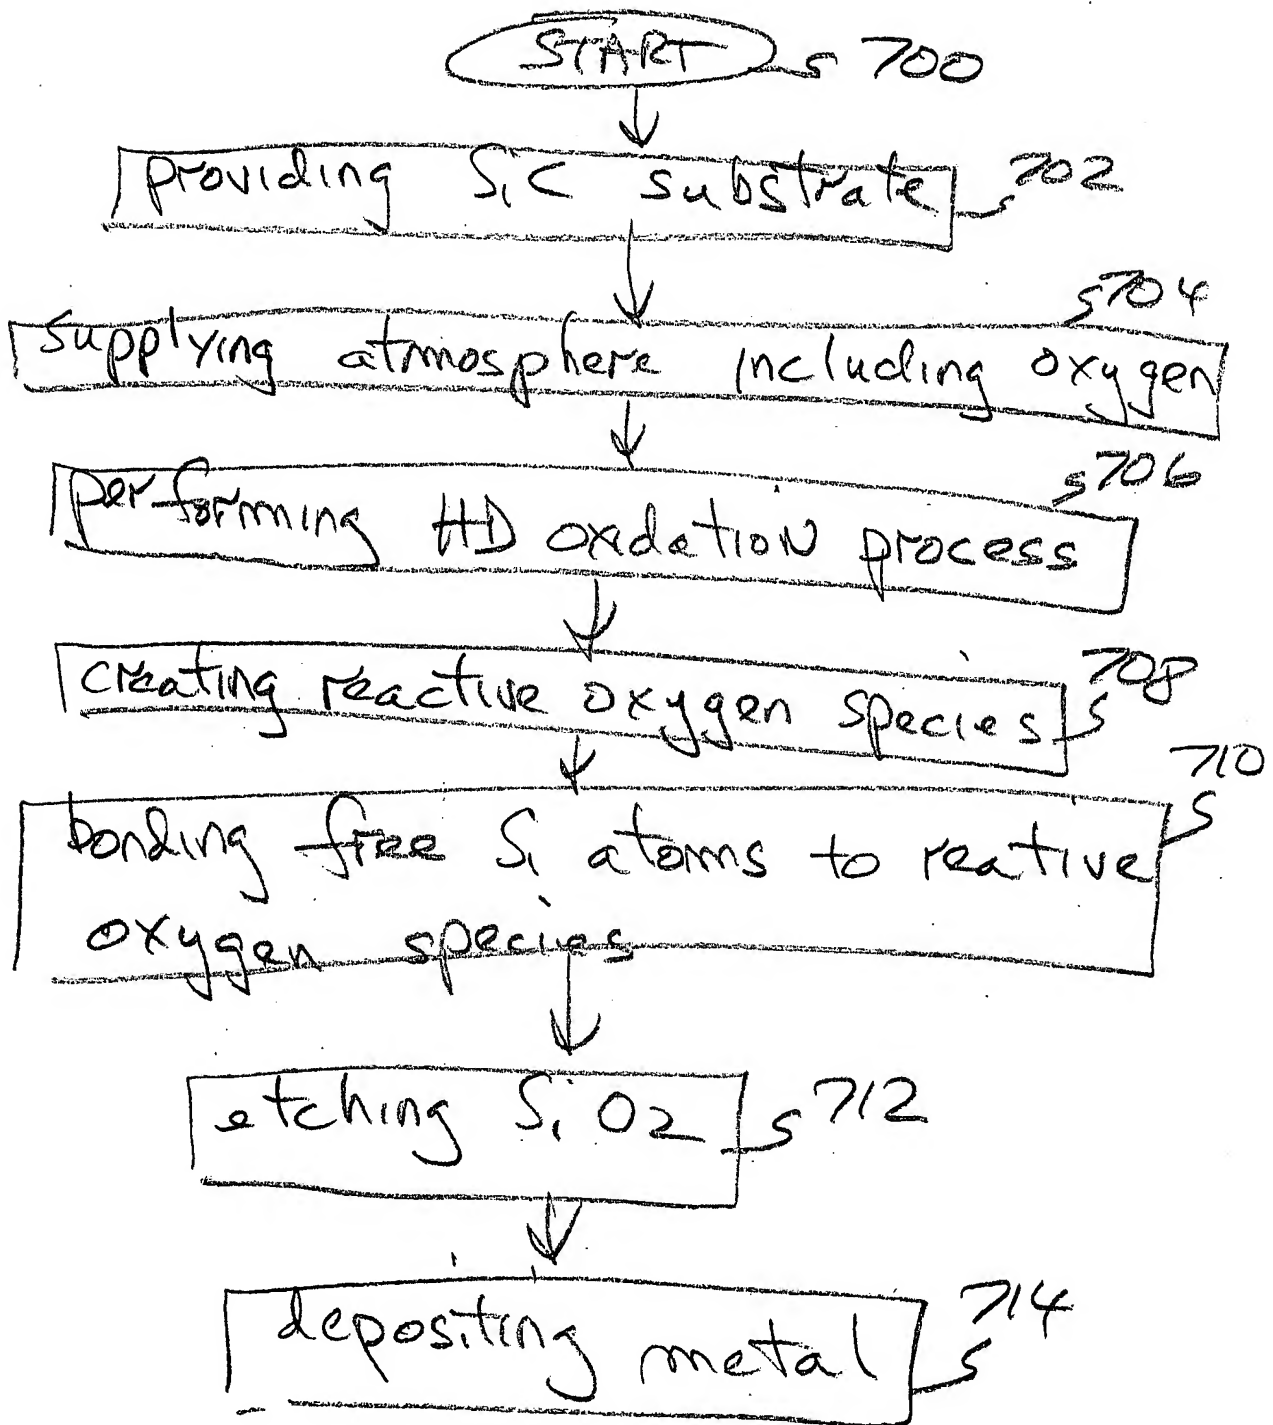 START 700
providing SiC substrate 702
704
supplying atmosphere including oxygen
706
performing HD oxdation process
creating reactive oxygen species 708
710
bonding free Si atoms to reative
oxygen species
etching SiO2 712
depositing metal 714